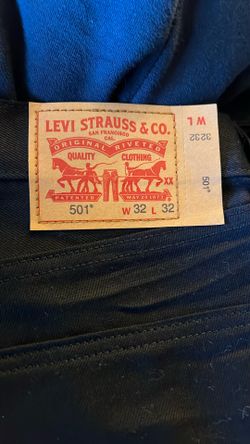 LEVI STRAUSS & CO.
SAN FRANCISCO
CAL.
ORIGINAL RIVETED
QUALITY CLOTHING
XX
PATENTED MAY 20 1873
501® W 32 L 32
W L
3232
501®